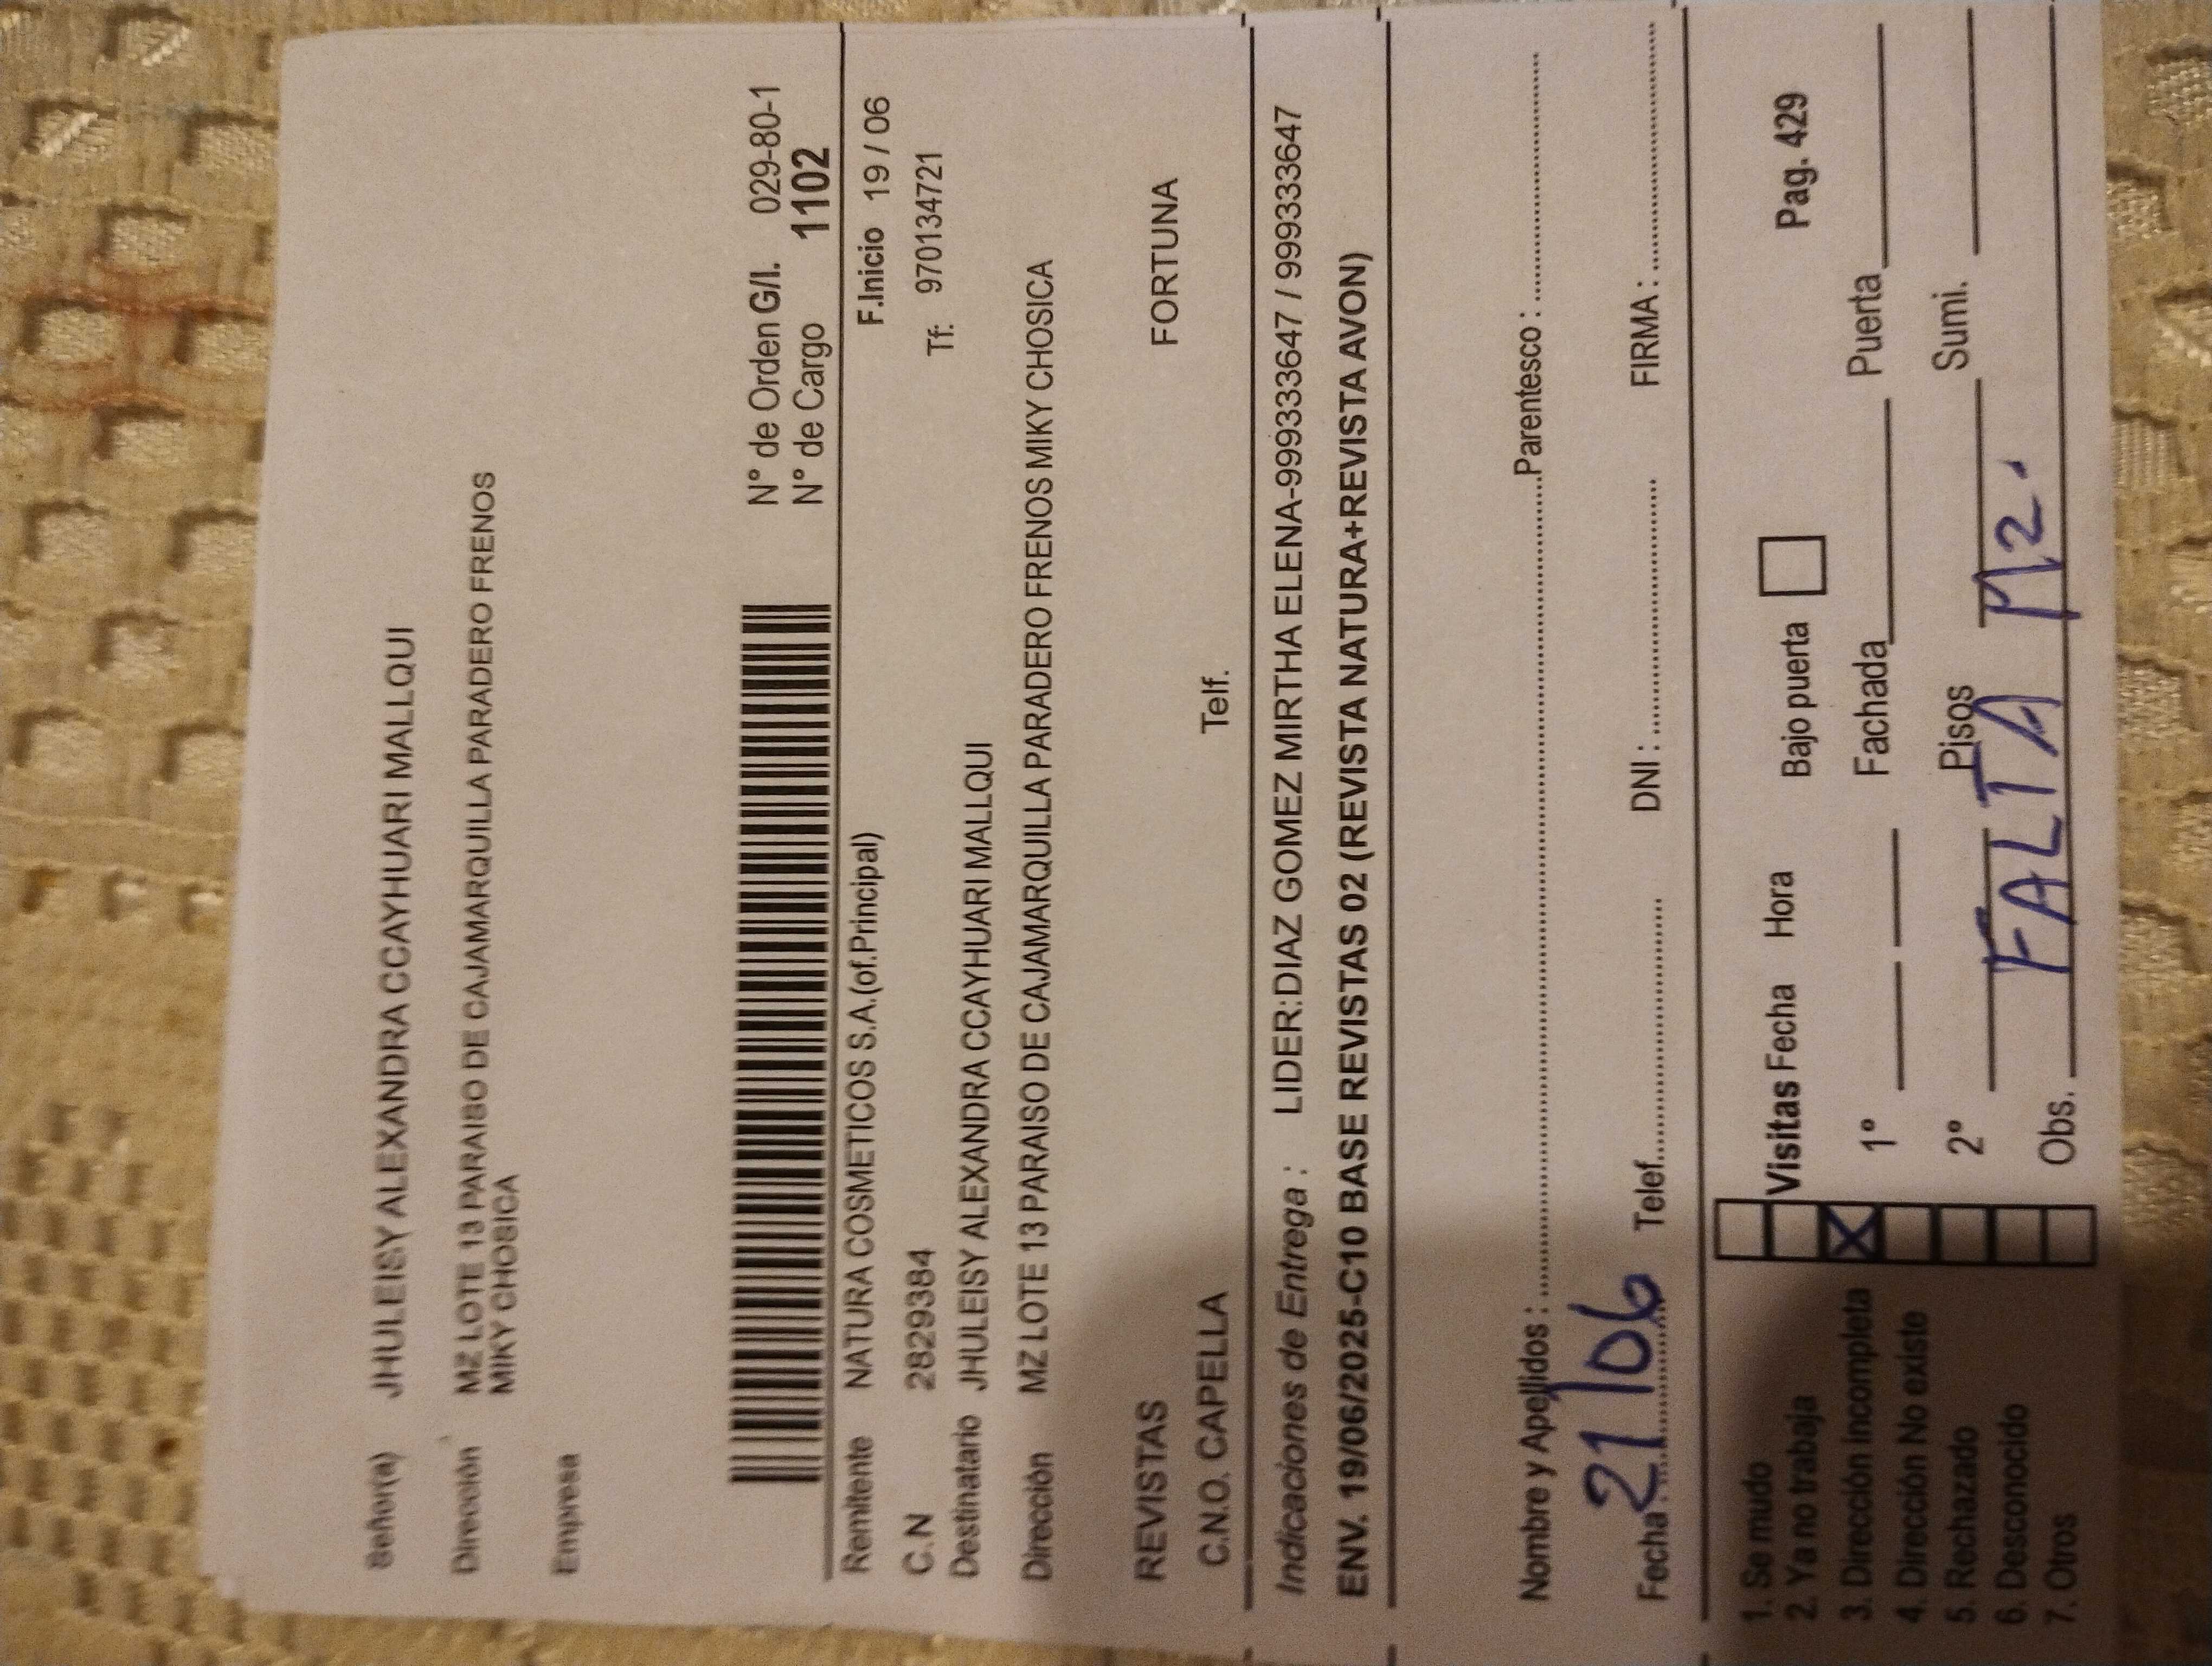 Señor(a) JHULEISY ALEXANDRA CCAYHUARI MALLQUI
Dirección MZ LOTE 13 PARAISO DE CAJAMARQUILLA PARADERO FRENOS
MIKY CHOSICA
Empresa
N° de Orden G/I. 029-80-1
N° de Cargo 1102
Remitente NATURA COSMETICOS S.A.(of.Principal) F.Inicio 19 / 06
C.N 2829384 Tf: 970134721
Destinatario JHULEISY ALEXANDRA CCAYHUARI MALLQUI
Dirección MZ LOTE 13 PARAISO DE CAJAMARQUILLA PARADERO FRENOS MIKY CHOSICA
REVISTAS FORTUNA
C.N.O. CAPELLA Telf.
Indicaciones de Entrega : LIDER:DIAZ GOMEZ MIRTHA ELENA-999333647 / 999333647
ENV. 19/06/2025-C10 BASE REVISTAS 02 (REVISTA NATURA+REVISTA AVON)
Nombre y Apellidos : Parentesco :
Fecha: 21/06 Telef. DNI : FIRMA :
1. Se mudo
2. Ya no trabaja Visitas Fecha Hora Bajo puerta Pag. 429
3. Dirección incompleta X 1° Fachada Puerta
4. Dirección No existe
5. Rechazado 2° Pisos Sumi.
6. Desconocido
7. Otros Obs. FALTA MZ.